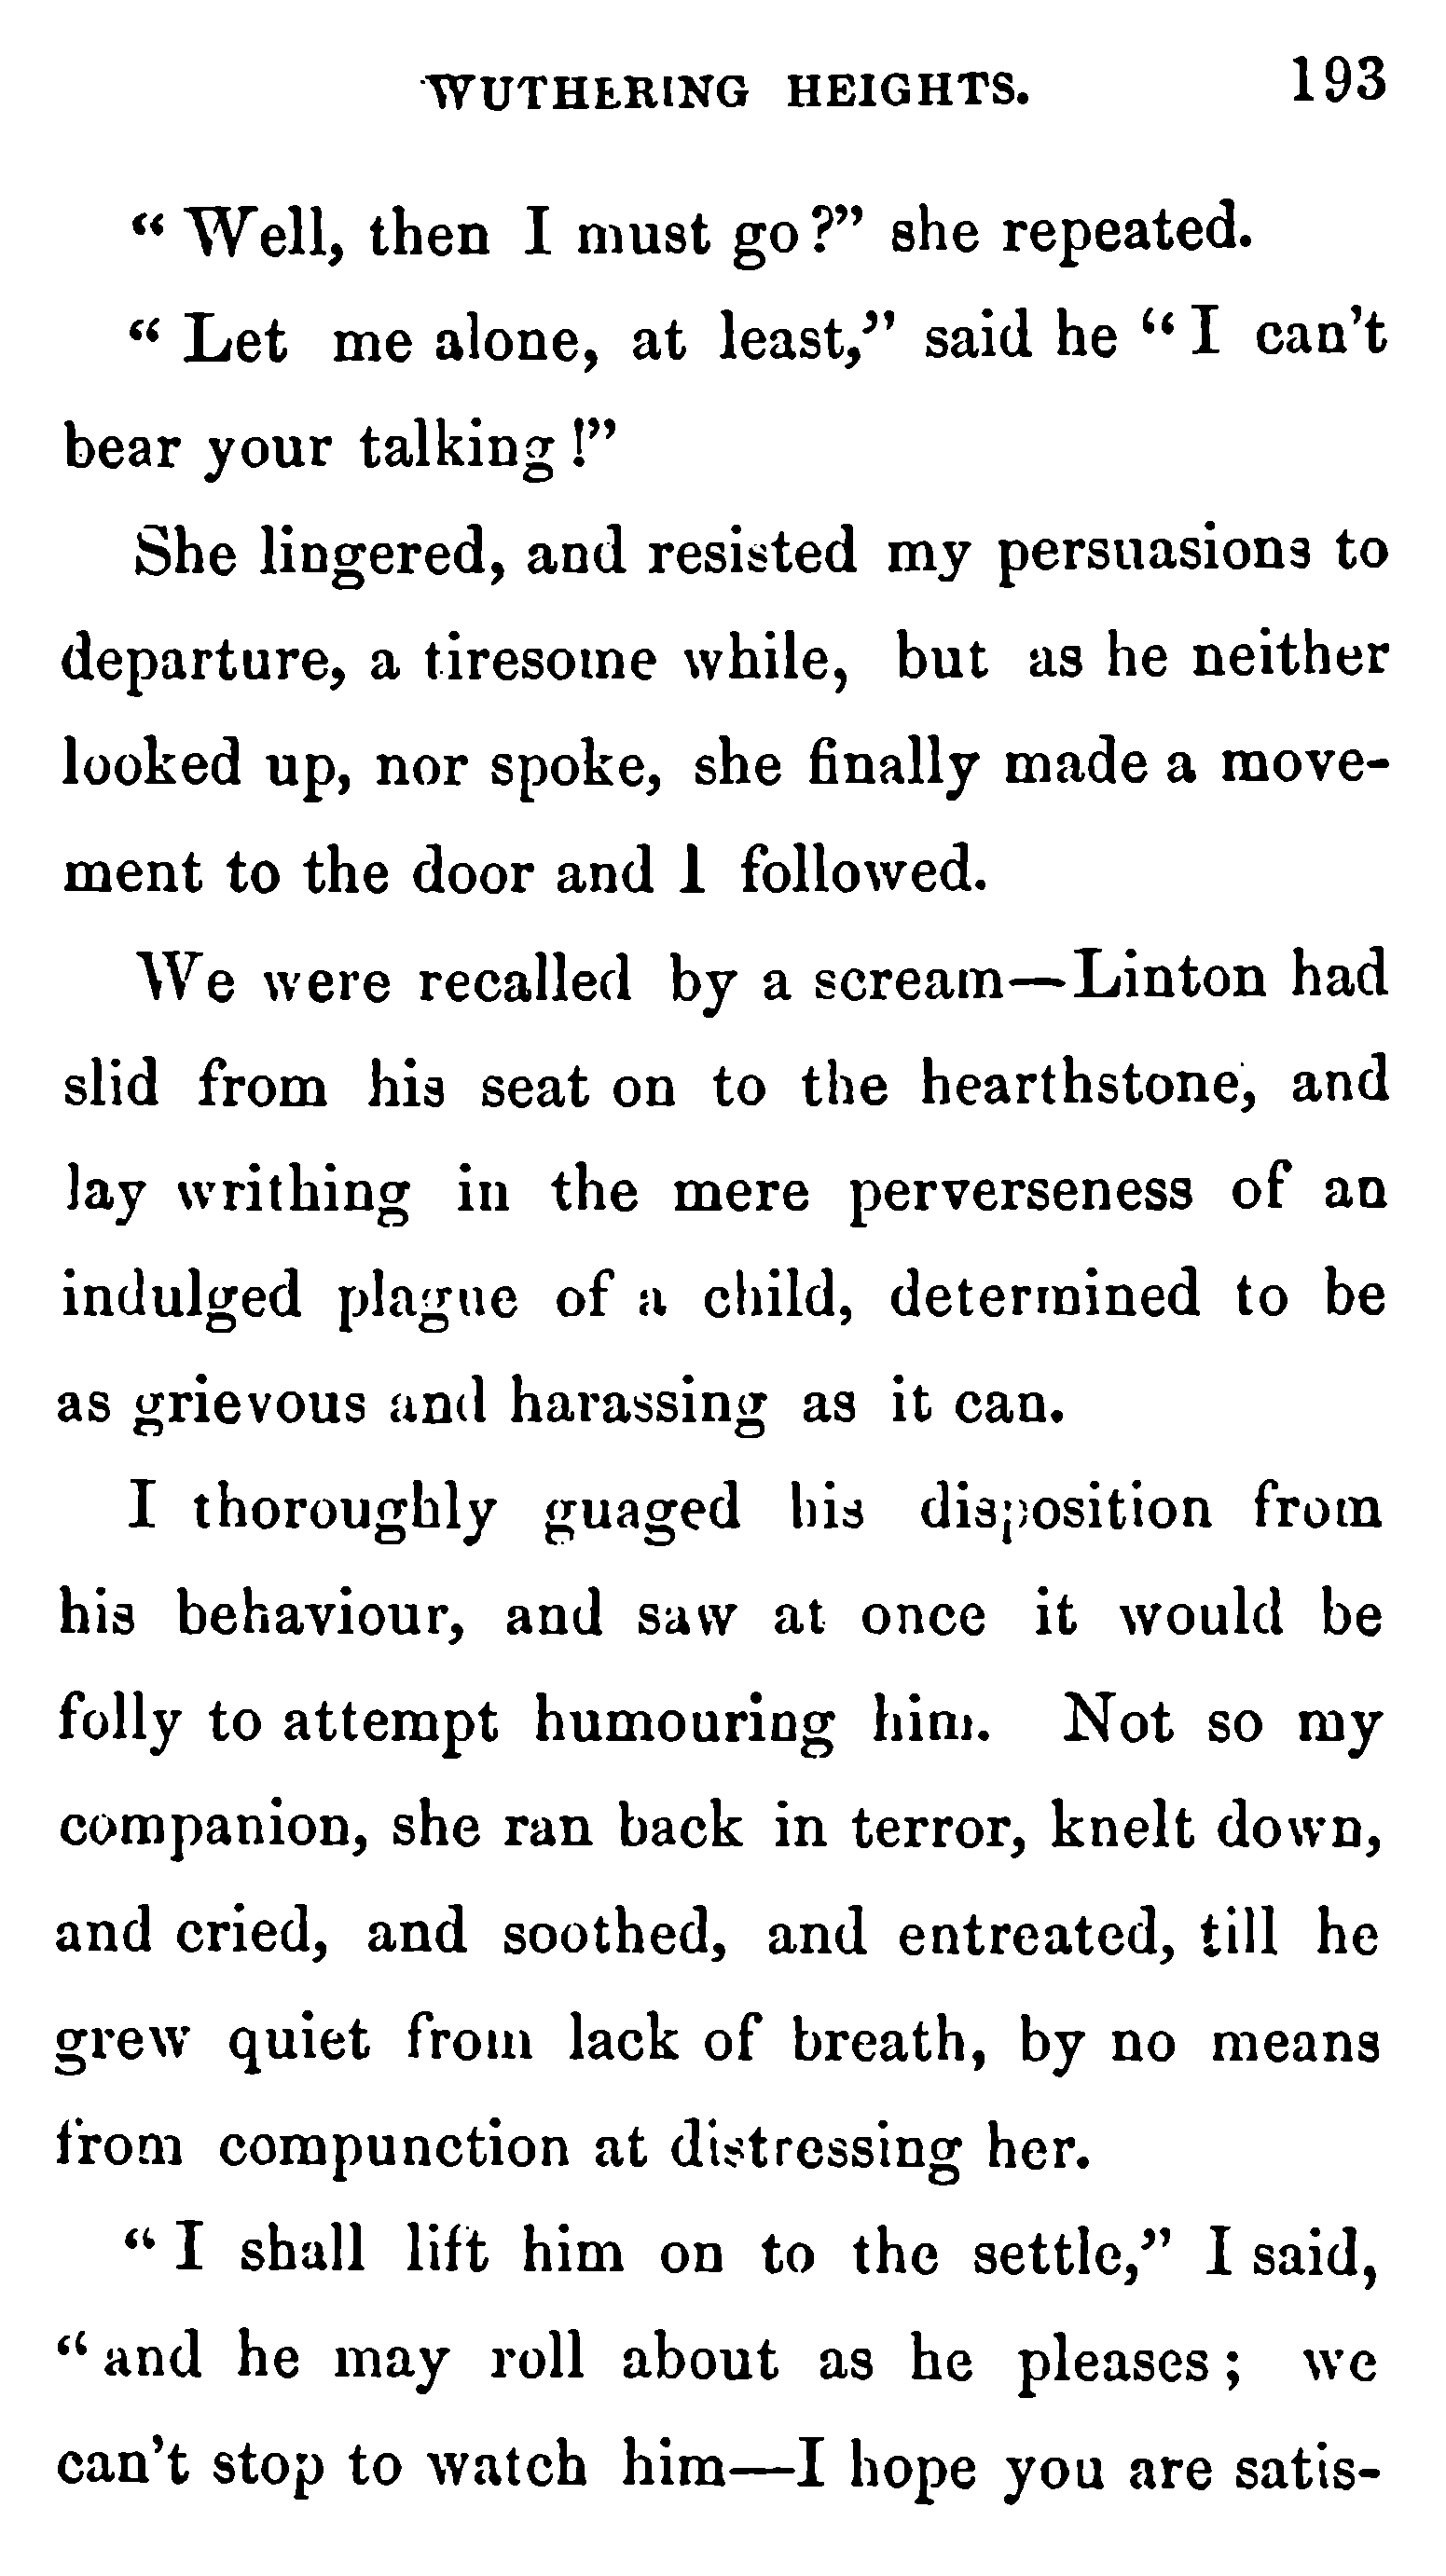 WUTHERING HEIGHTS. 193
“ Well, then I must go?” she repeated.
“ Let me alone, at least,” said he “ I can’t
bear your talking !”
She lingered, and resisted my persuasions to
departure, a tiresome while, but as he neither
looked up, nor spoke, she finally made a move-
ment to the door and I followed.
We were recalled by a scream—Linton had
slid from his seat on to the hearthstone, and
lay writhing in the mere perverseness of an
indulged plague of a child, determined to be
as grievous and harassing as it can.
I thoroughly guaged his disposition from
his behaviour, and saw at once it would be
folly to attempt humouring him. Not so my
companion, she ran back in terror, knelt down,
and cried, and soothed, and entreated, till he
grew quiet from lack of breath, by no means
from compunction at distressing her.
“ I shall lift him on to the settle,” I said,
“ and he may roll about as he pleases ; we
can’t stop to watch him—I hope you are satis-